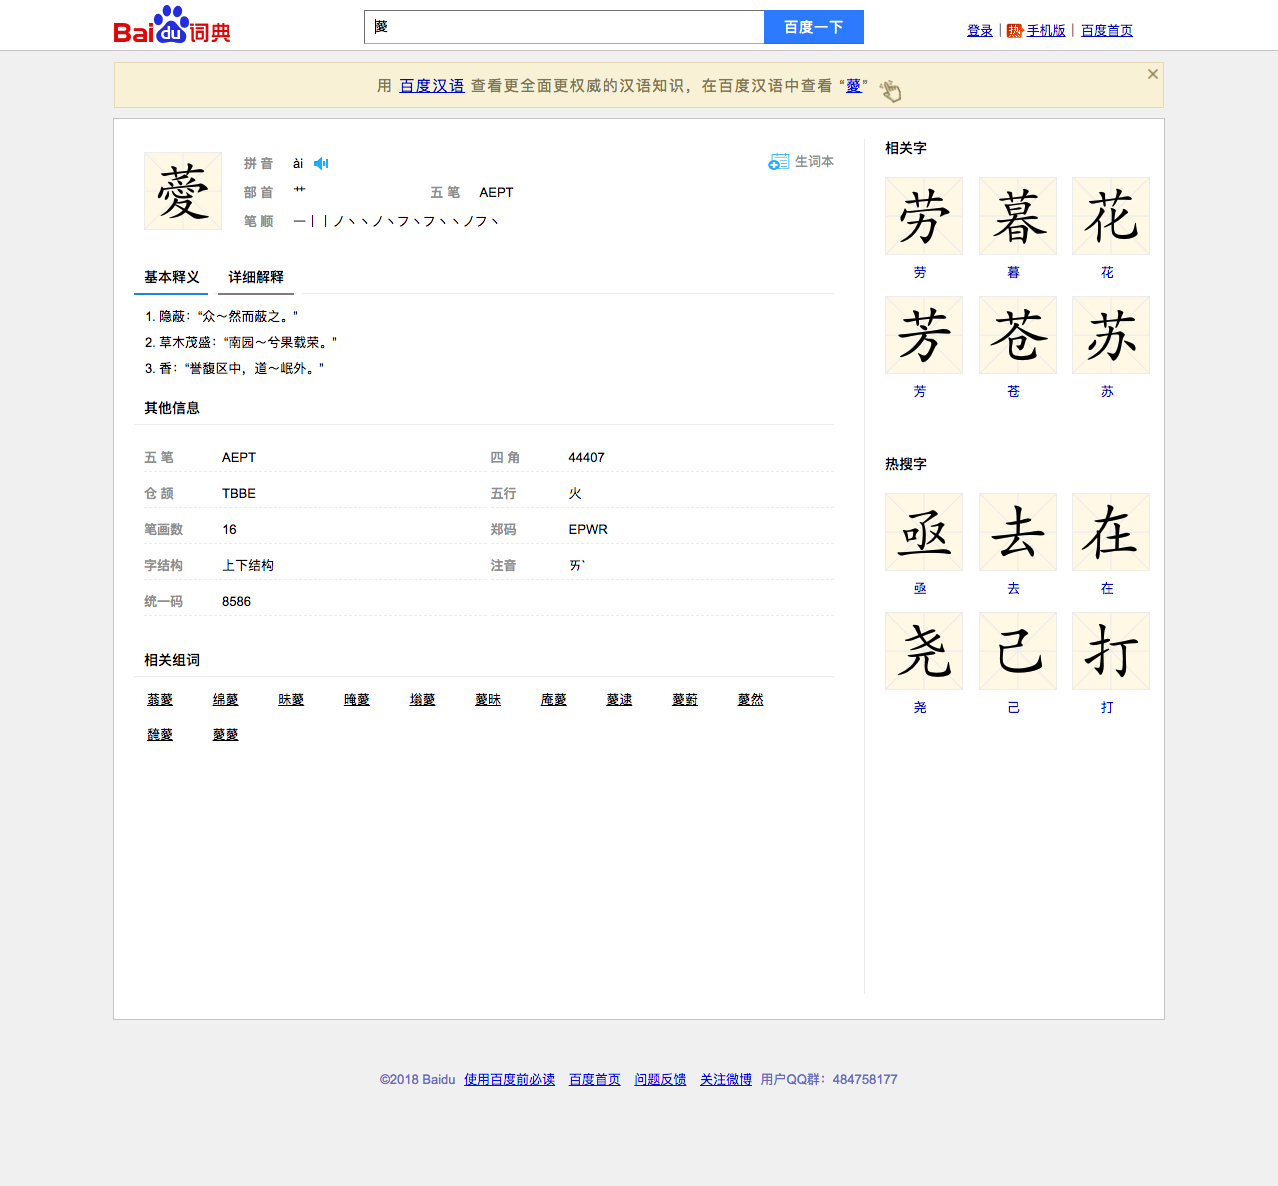 Bai du 词典
薆
百度一下
登录 | 热 手机版 | 百度首页
用 百度汉语 查看更全面更权威的汉语知识，在百度汉语中查看 “薆”
薆
拼 音 ài
生词本
部 首 艹 五 笔 AEPT
笔 顺 一丨丨ノ丶丶ノ丶フ丶フ丶丶ノフ丶
基本释义 详细解释
1. 隐蔽：“众～然而蔽之。”
2. 草木茂盛：“南园～兮果载荣。”
3. 香：“誉馥区中，道～岷外。”
其他信息
五 笔 AEPT 四 角 44407
仓 颉 TBBE 五行 火
笔画数 16 郑码 EPWR
字结构 上下结构 注音 ㄞˋ
统一码 8586
相关组词
蓊薆 绵薆 昧薆 晻薆 塕薆 薆昧 庵薆 薆逮 薆薱 薆然
馣薆 薆薆
相关字
劳 暮 花
劳 暮 花
芳 苍 苏
芳 苍 苏
热搜字
亟 去 在
亟 去 在
尧 己 打
尧 己 打
©2018 Baidu 使用百度前必读 百度首页 问题反馈 关注微博 用户QQ群：484758177